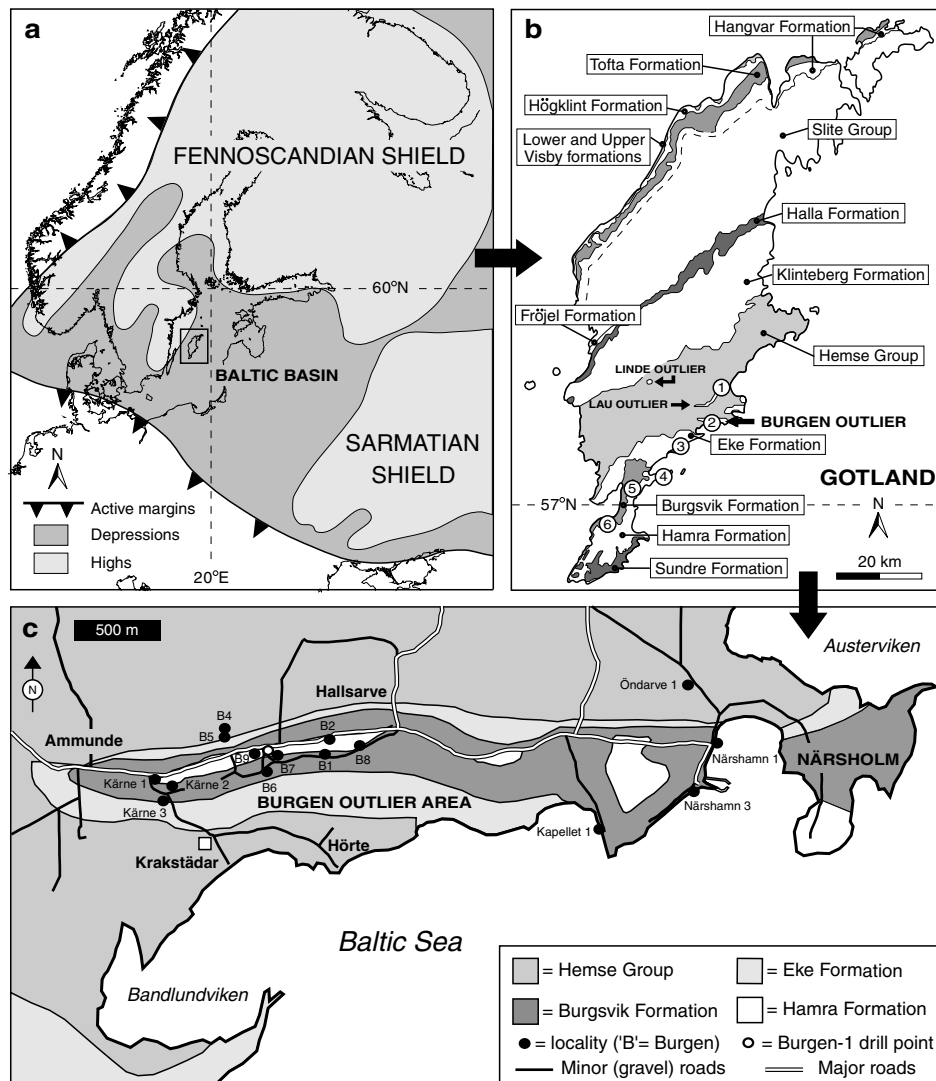 a
FENNOSCANDIAN SHIELD
60°N
BALTIC BASIN
SARMATIAN
SHIELD
N
Active margins
Depressions
Highs
20°E
b
Hangvar Formation
Tofta Formation
Högklint Formation
Lower and Upper
Visby formations
Slite Group
Halla Formation
Klinteberg Formation
Fröjel Formation
Hemse Group
LINDE OUTLIER
1
LAU OUTLIER
2
BURGEN OUTLIER
3
Eke Formation
4
GOTLAND
5
57°N
Burgsvik Formation
N
6
Hamra Formation
20 km
Sundre Formation
c
500 m
Austerviken
N
Öndarve 1
Hallsarve
B4
B2
B5
Ammunde
B9
B7
B1
B8
Närshamn 1
NÄRSHOLM
Kärne 1
Kärne 2
B6
Kärne 3
BURGEN OUTLIER AREA
Närshamn 3
Kapellet 1
Krakstädar
Hörte
Baltic Sea
Bandlundviken
= Hemse Group
= Eke Formation
= Burgsvik Formation
= Hamra Formation
= locality ('B'= Burgen)
= Burgen-1 drill point
= Minor (gravel) roads
= Major roads